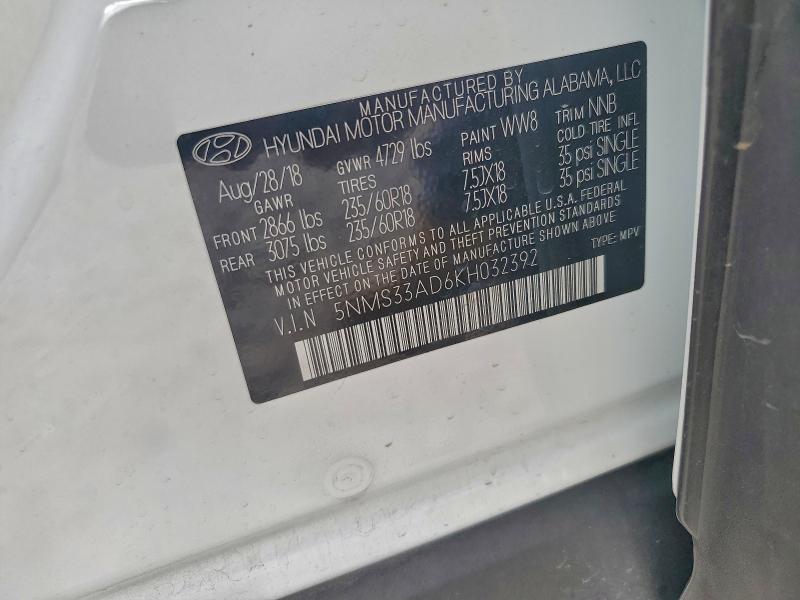 MANUFACTURED BY
HYUNDAI MOTOR MANUFACTURING ALABAMA, LLC
Aug/28/18 GVWR 4729 lbs PAINT WW8 TRIM NNB
GAWR TIRES RIMS COLD TIRE INFL
FRONT 2866 lbs 235/60R18 7.5JX18 35 psi SINGLE
REAR 3075 lbs 235/60R18 7.5JX18 35 psi SINGLE
THIS VEHICLE CONFORMS TO ALL APPLICABLE U.S.A. FEDERAL
MOTOR VEHICLE SAFETY AND THEFT PREVENTION STANDARDS
IN EFFECT ON THE DATE OF MANUFACTURE SHOWN ABOVE
V.I.N 5NMS33AD6KH032392 TYPE: MPV